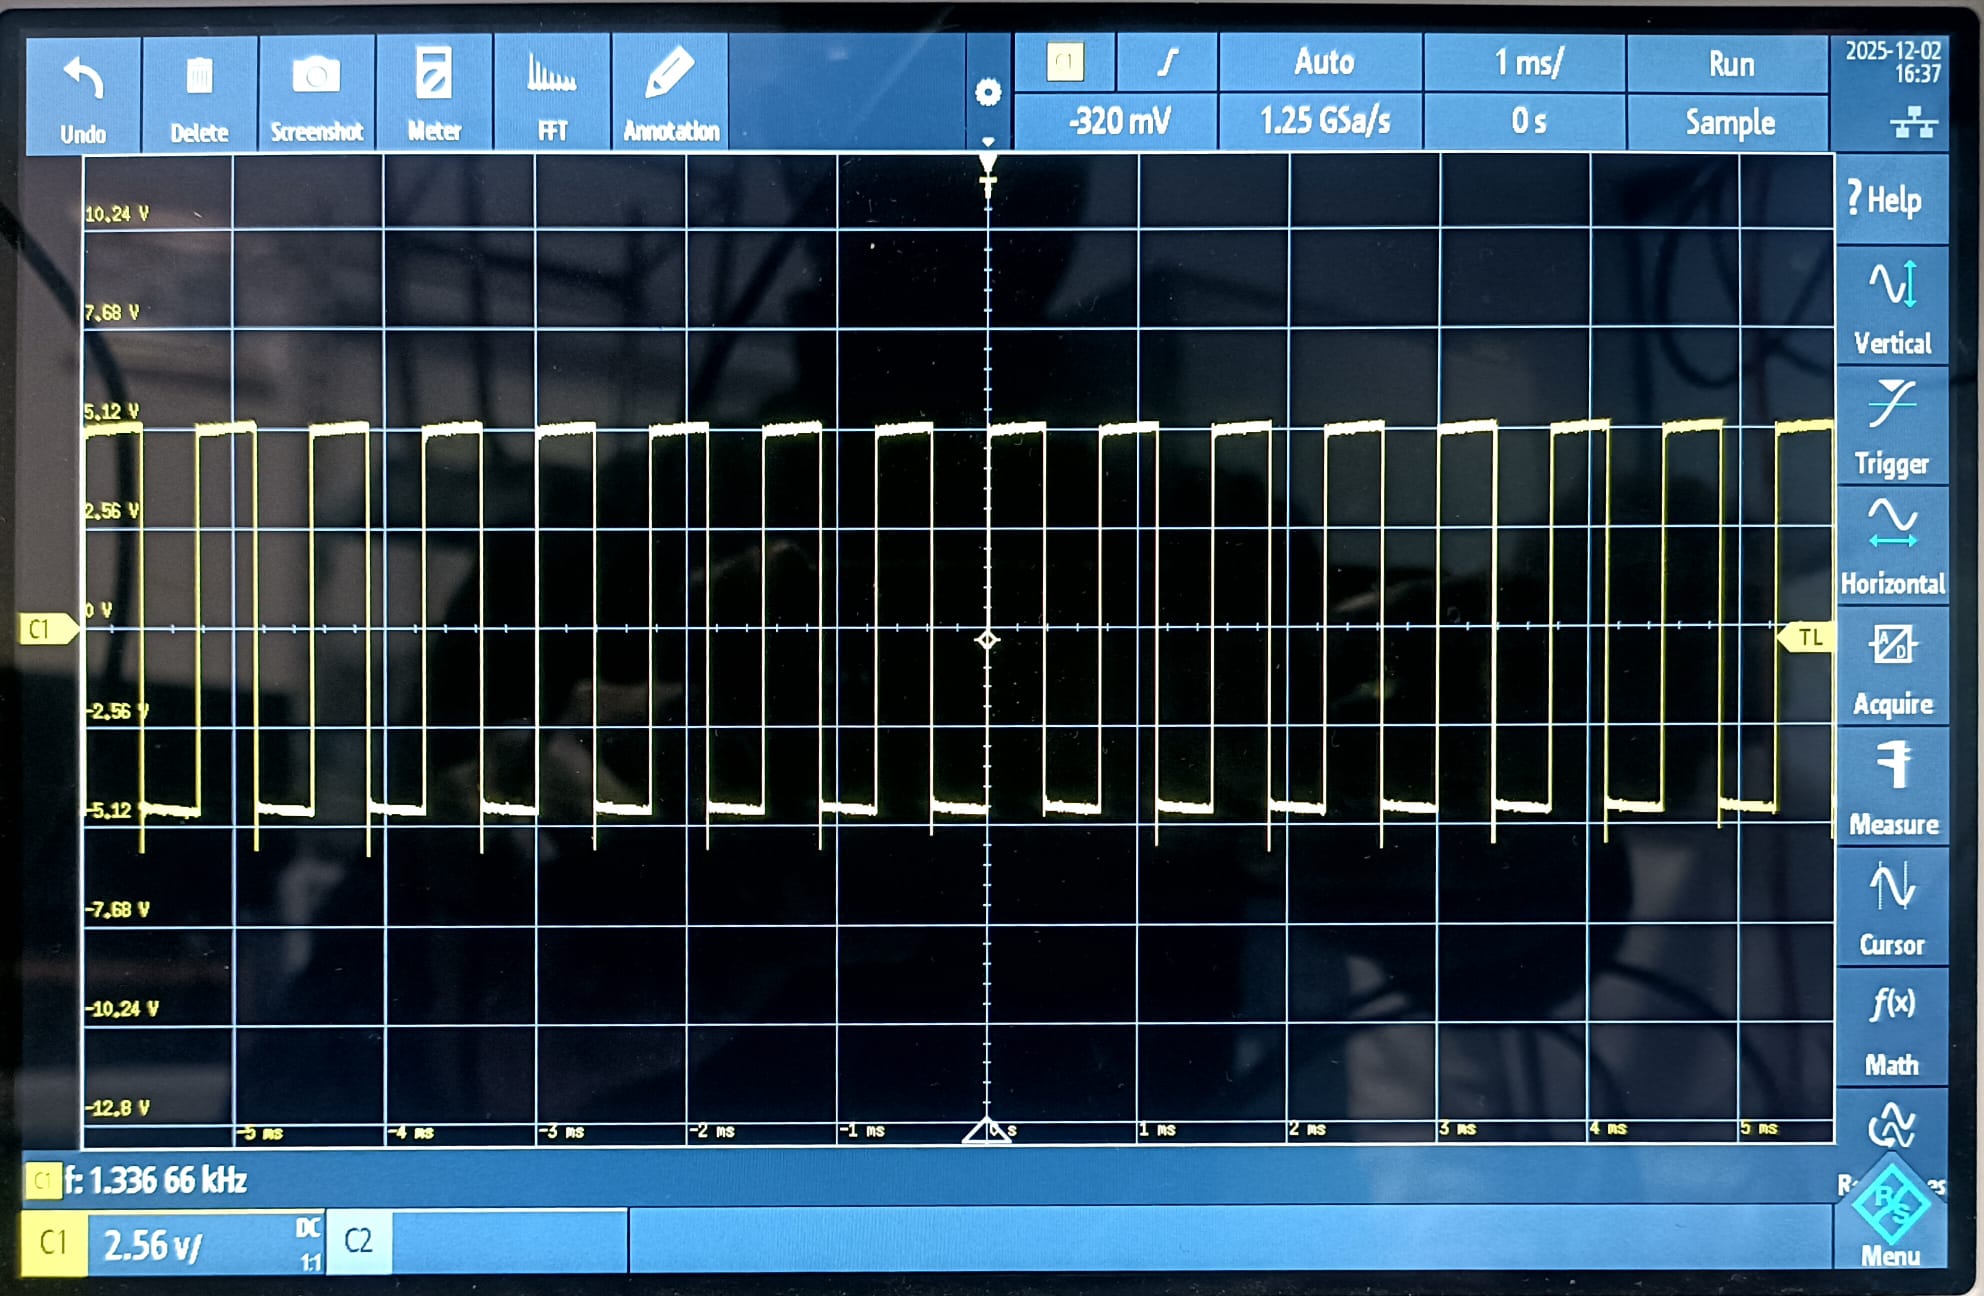 Undo
Delete
Screenshot
Meter
FFT
Annotation
C1
Auto
1 ms/
Run
2025-12-02
16:37
-320 mV
1.25 GSa/s
0 s
Sample
T
? Help
Vertical
Trigger
Horizontal
A
D
Acquire
Measure
Cursor
f(x)
Math
10.24 V
7.68 V
5.12 V
2.56 V
0 V
C1
TL
-2.56 V
-5.12
-7.68 V
-10.24 V
-12.8 V
-5 ms
-4 ms
-3 ms
-2 ms
-1 ms
0 s
1 ms
2 ms
3 ms
4 ms
5 ms
C1 f: 1.336 66 kHz
C1
2.56 V/
DC
1:1
C2
R&S
Menu